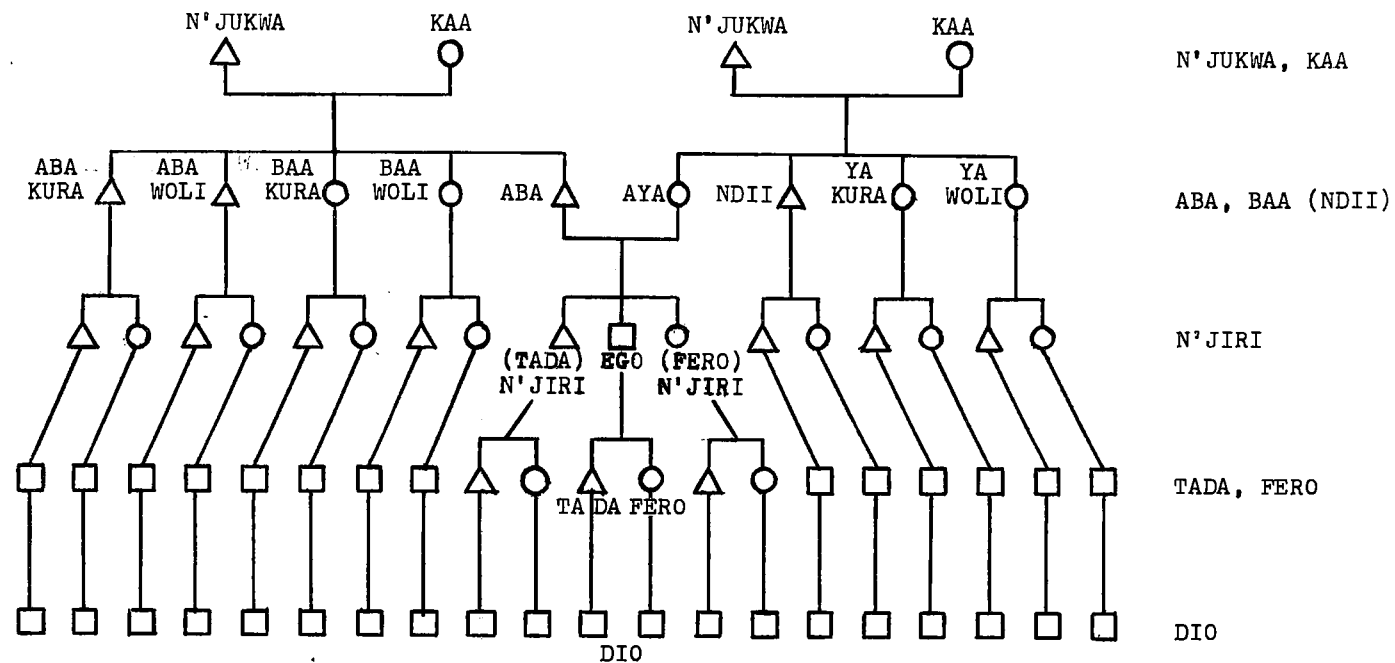 N'JUKWA KAA N'JUKWA KAA
N'JUKWA, KAA
ABA KURA
ABA WOLI
BAA KURA
BAA WOLI
ABA
AYA
NDII
YA KURA
YA WOLI
ABA, BAA (NDII)
(TADA) N'JIRI
EGO
(FERO) N'JIRI
N'JIRI
TADA FERO
TADA, FERO
DIO
DIO